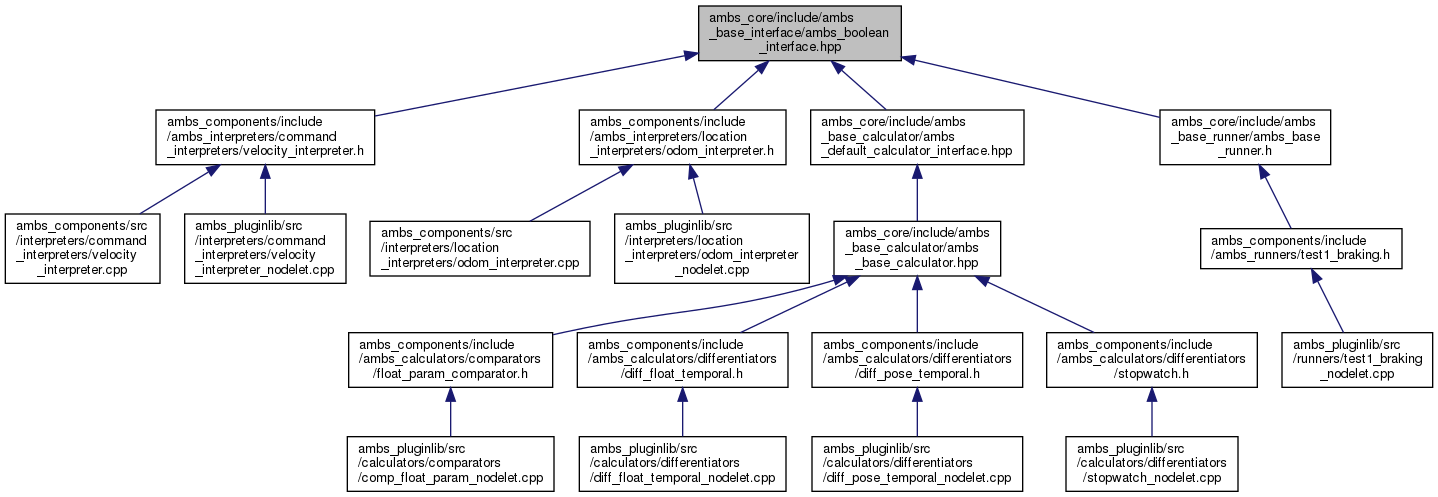 ambs_core/include/ambs
_base_interface/ambs_boolean
_interface.hpp
ambs_components/include
/ambs_interpreters/command
_interpreters/velocity_interpreter.h
ambs_components/include
/ambs_interpreters/location
_interpreters/odom_interpreter.h
ambs_core/include/ambs
_base_calculator/ambs
_default_calculator_interface.hpp
ambs_core/include/ambs
_base_runner/ambs_base
_runner.h
ambs_components/src
/interpreters/command
_interpreters/velocity
_interpreter.cpp
ambs_pluginlib/src
/interpreters/command
_interpreters/velocity
_interpreter_nodelet.cpp
ambs_components/src
/interpreters/location
_interpreters/odom_interpreter.cpp
ambs_pluginlib/src
/interpreters/location
_interpreters/odom_interpreter
_nodelet.cpp
ambs_core/include/ambs
_base_calculator/ambs
_base_calculator.hpp
ambs_components/include
/ambs_runners/test1_braking.h
ambs_components/include
/ambs_calculators/comparators
/float_param_comparator.h
ambs_components/include
/ambs_calculators/differentiators
/diff_float_temporal.h
ambs_components/include
/ambs_calculators/differentiators
/diff_pose_temporal.h
ambs_components/include
/ambs_calculators/differentiators
/stopwatch.h
ambs_pluginlib/src
/runners/test1_braking
_nodelet.cpp
ambs_pluginlib/src
/calculators/comparators
/comp_float_param_nodelet.cpp
ambs_pluginlib/src
/calculators/differentiators
/diff_float_temporal_nodelet.cpp
ambs_pluginlib/src
/calculators/differentiators
/diff_pose_temporal_nodelet.cpp
ambs_pluginlib/src
/calculators/differentiators
/stopwatch_nodelet.cpp